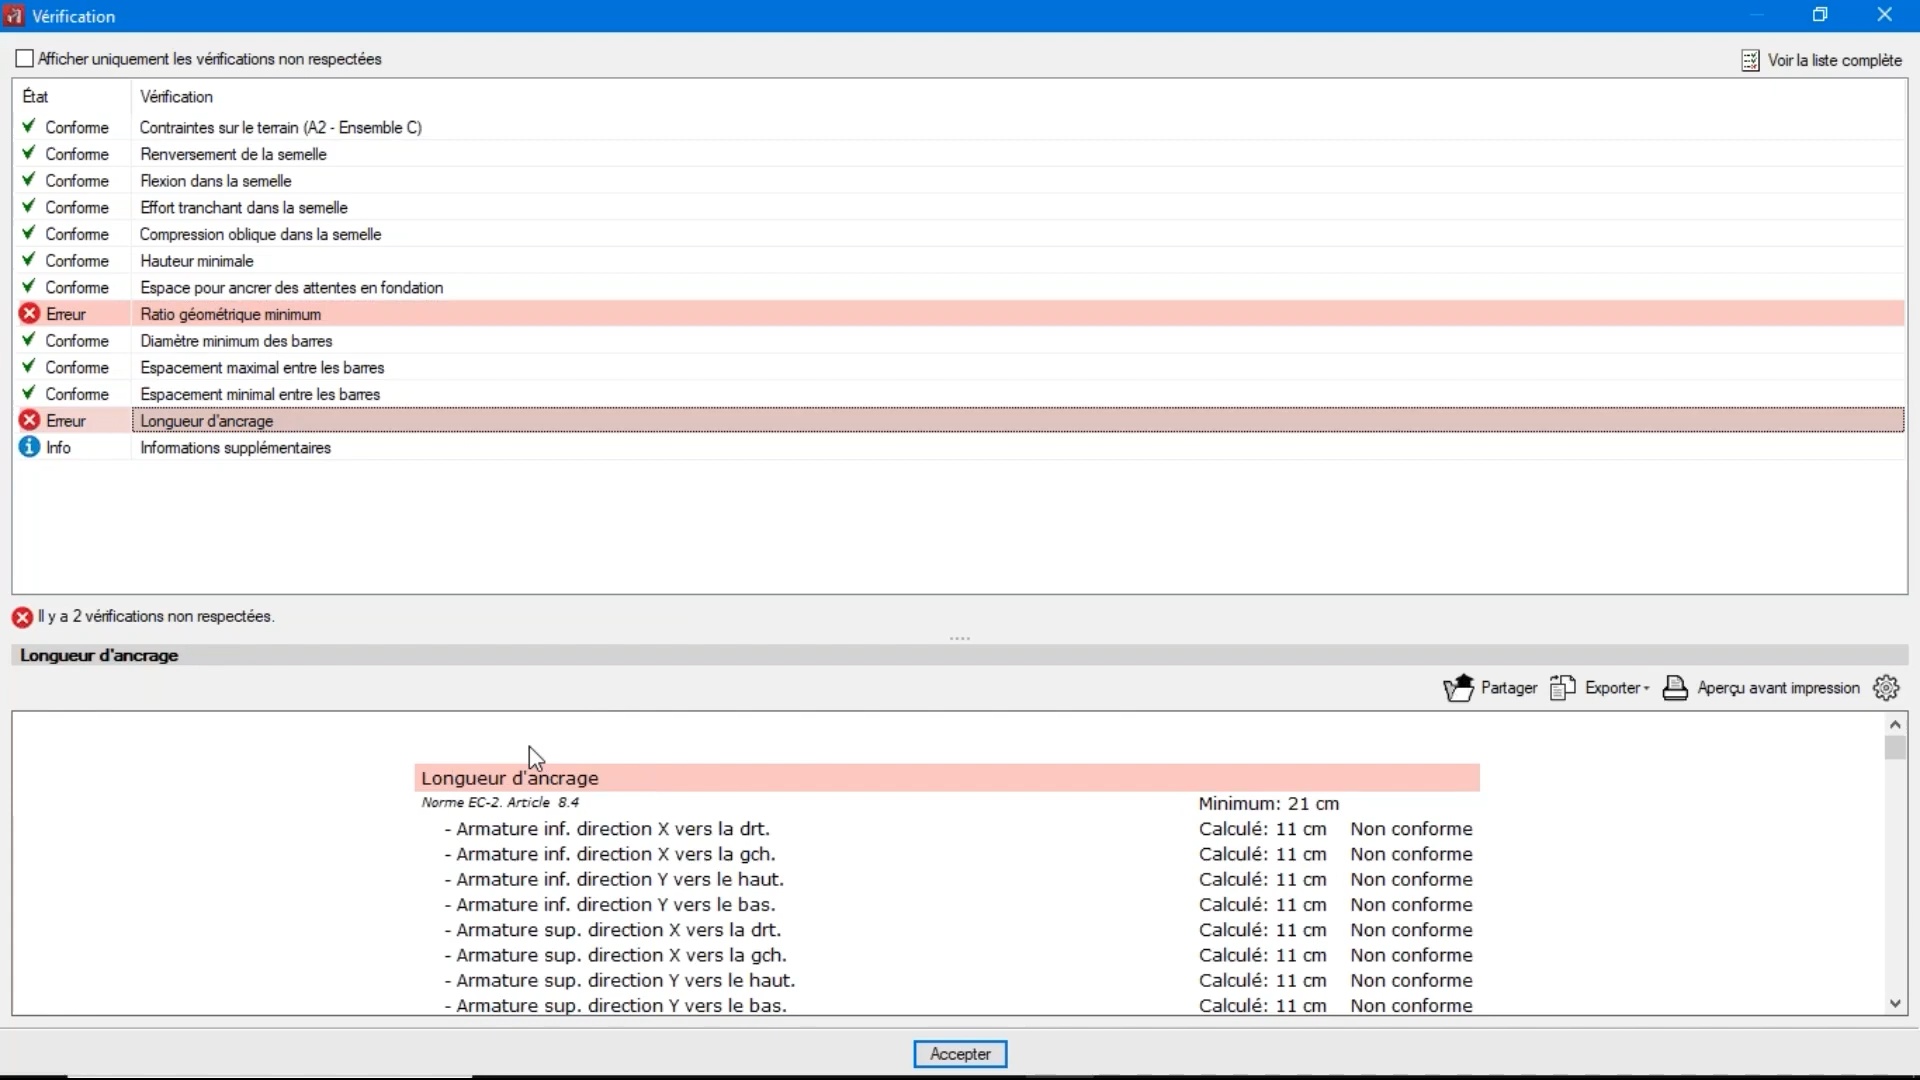 Vérification
Afficher uniquement les vérifications non respectées
Voir la liste complète
État Vérification
Conforme Contraintes sur le terrain (A2 - Ensemble C)
Conforme Renversement de la semelle
Conforme Flexion dans la semelle
Conforme Effort tranchant dans la semelle
Conforme Compression oblique dans la semelle
Conforme Hauteur minimale
Conforme Espace pour ancrer des attentes en fondation
Erreur Ratio géométrique minimum
Conforme Diamètre minimum des barres
Conforme Espacement maximal entre les barres
Conforme Espacement minimal entre les barres
Erreur Longueur d'ancrage
Info Informations supplémentaires
Il y a 2 vérifications non respectées.
Longueur d'ancrage
Partager Exporter Aperçu avant impression
Longueur d'ancrage
Norme EC-2. Article 8.4 Minimum: 21 cm
- Armature inf. direction X vers la drt. Calculé: 11 cm Non conforme
- Armature inf. direction X vers la gch. Calculé: 11 cm Non conforme
- Armature inf. direction Y vers le haut. Calculé: 11 cm Non conforme
- Armature inf. direction Y vers le bas. Calculé: 11 cm Non conforme
- Armature sup. direction X vers la drt. Calculé: 11 cm Non conforme
- Armature sup. direction X vers la gch. Calculé: 11 cm Non conforme
- Armature sup. direction Y vers le haut. Calculé: 11 cm Non conforme
- Armature sup. direction Y vers le bas. Calculé: 11 cm Non conforme
Accepter